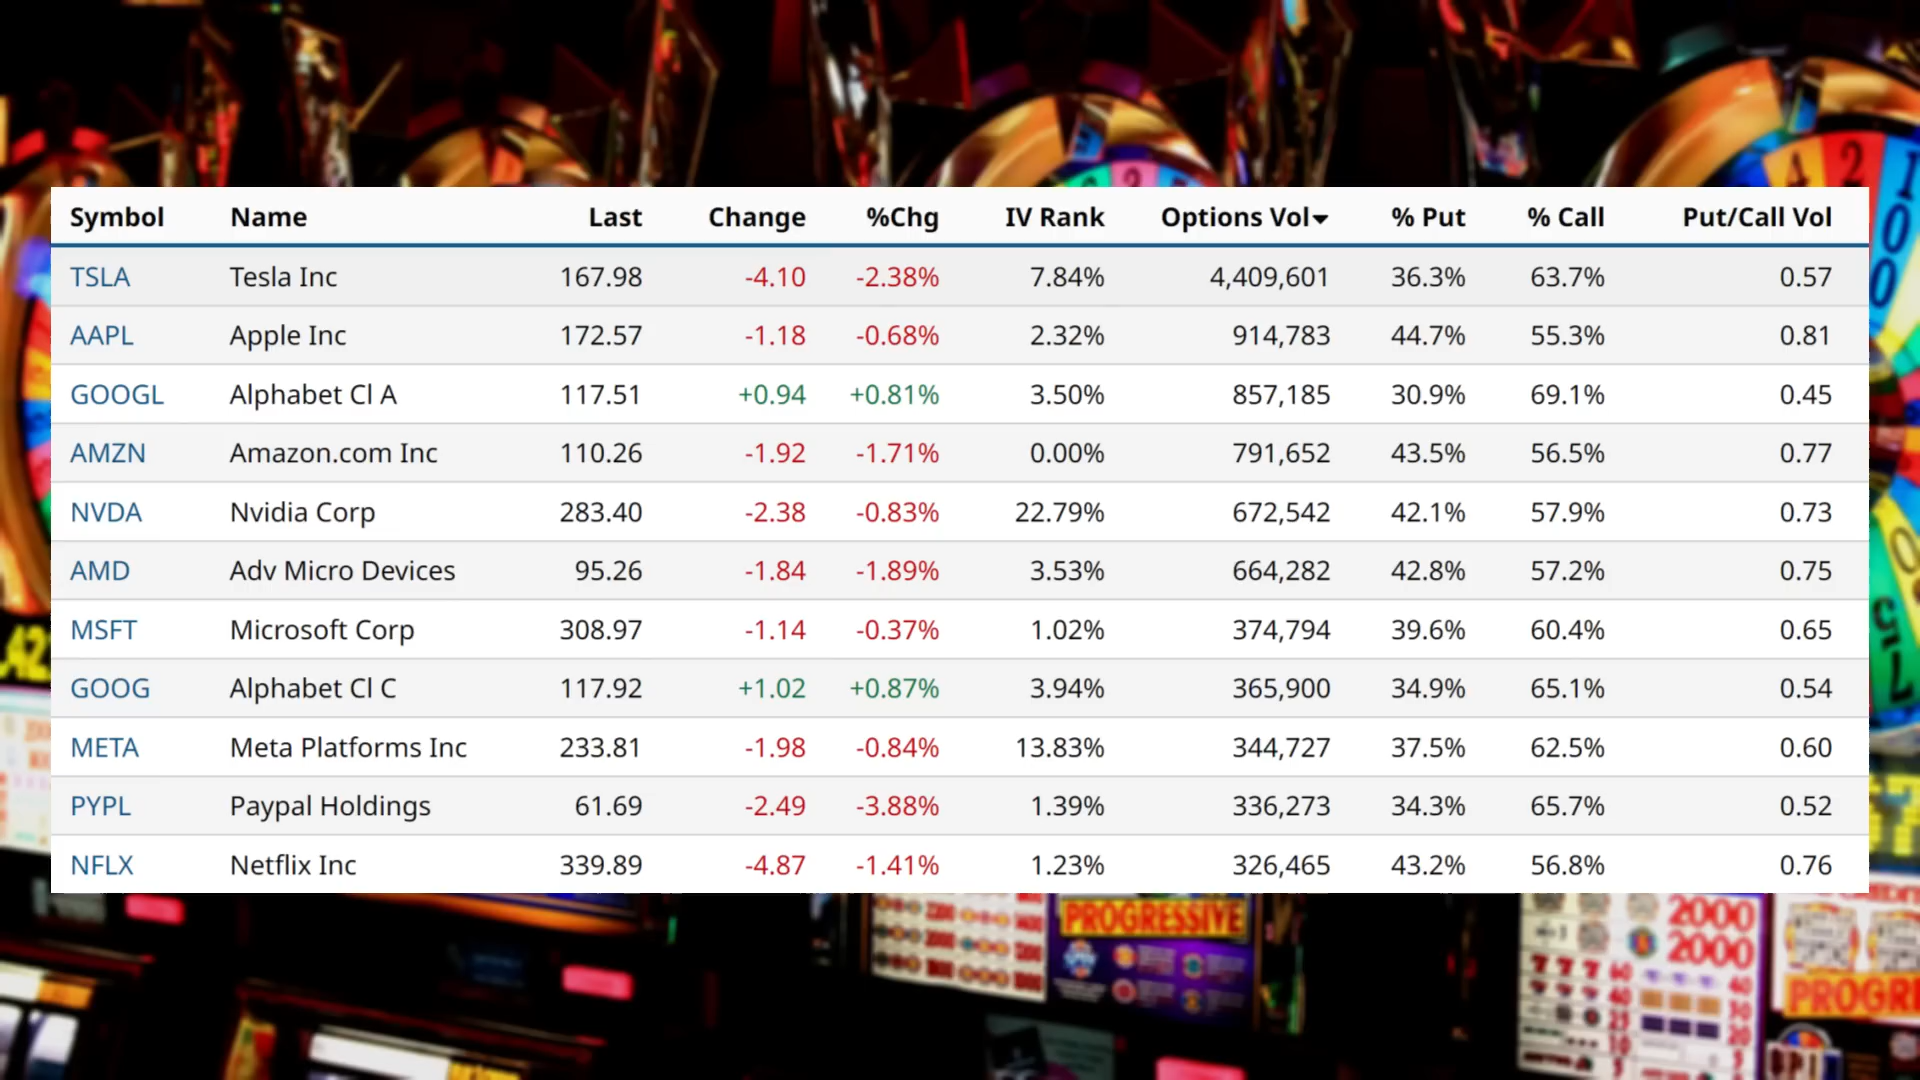 4 2 100
Symbol Name Last Change %Chg IV Rank Options Vol % Put % Call Put/Call Vol
TSLA Tesla Inc 167.98 -4.10 -2.38% 7.84% 4,409,601 36.3% 63.7% 0.57
AAPL Apple Inc 172.57 -1.18 -0.68% 2.32% 914,783 44.7% 55.3% 0.81
GOOGL Alphabet Cl A 117.51 +0.94 +0.81% 3.50% 857,185 30.9% 69.1% 0.45
AMZN Amazon.com Inc 110.26 -1.92 -1.71% 0.00% 791,652 43.5% 56.5% 0.77
NVDA Nvidia Corp 283.40 -2.38 -0.83% 22.79% 672,542 42.1% 57.9% 0.73
AMD Adv Micro Devices 95.26 -1.84 -1.89% 3.53% 664,282 42.8% 57.2% 0.75
MSFT Microsoft Corp 308.97 -1.14 -0.37% 1.02% 374,794 39.6% 60.4% 0.65
GOOG Alphabet Cl C 117.92 +1.02 +0.87% 3.94% 365,900 34.9% 65.1% 0.54
META Meta Platforms Inc 233.81 -1.98 -0.84% 13.83% 344,727 37.5% 62.5% 0.60
PYPL Paypal Holdings 61.69 -2.49 -3.88% 1.39% 336,273 34.3% 65.7% 0.52
NFLX Netflix Inc 339.89 -4.87 -1.41% 1.23% 326,465 43.2% 56.8% 0.76
PROGRESSIVE
2000
2000